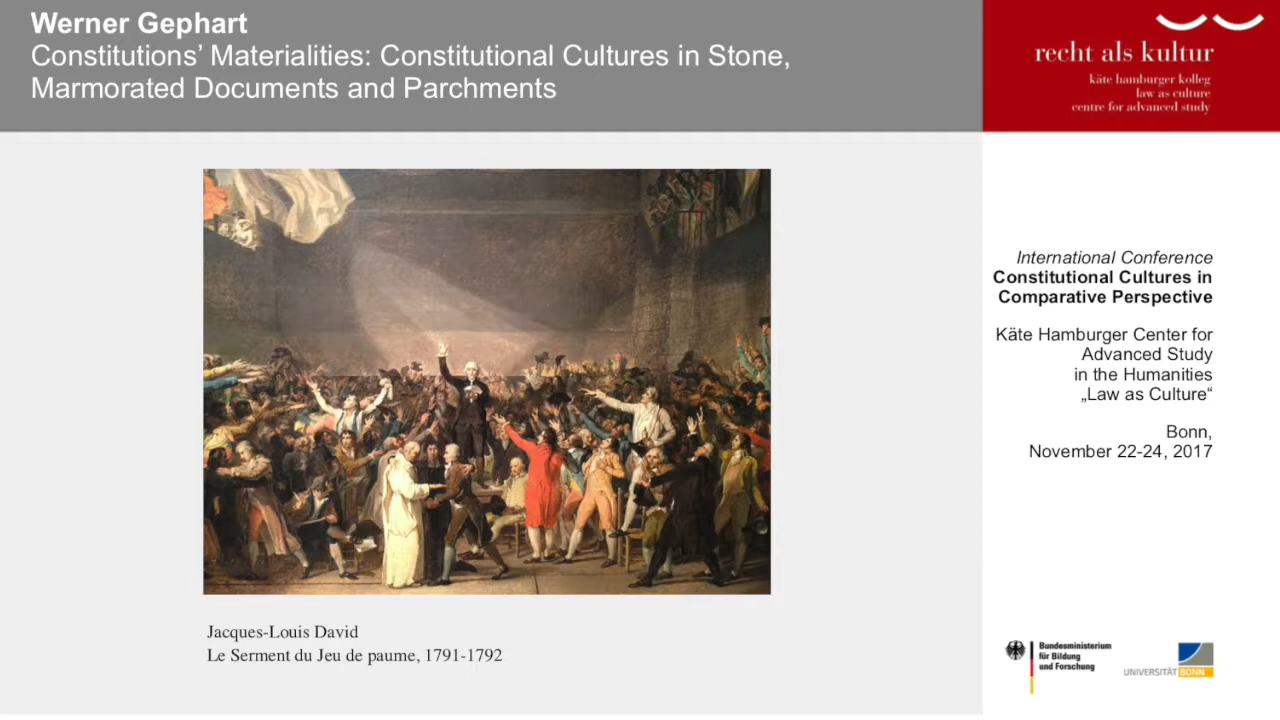 Werner Gephart
Constitutions’ Materialities: Constitutional Cultures in Stone,
Marmorated Documents and Parchments
recht als kultur
käte hamburger kolleg
law as culture
centre for advanced study
International Conference
Constitutional Cultures in
Comparative Perspective
Käte Hamburger Center for
Advanced Study
in the Humanities
„Law as Culture“
Bonn,
November 22-24, 2017
Jacques-Louis David
Le Serment du Jeu de paume, 1791-1792
Bundesministerium
für Bildung
und Forschung
UNIVERSITÄT BONN